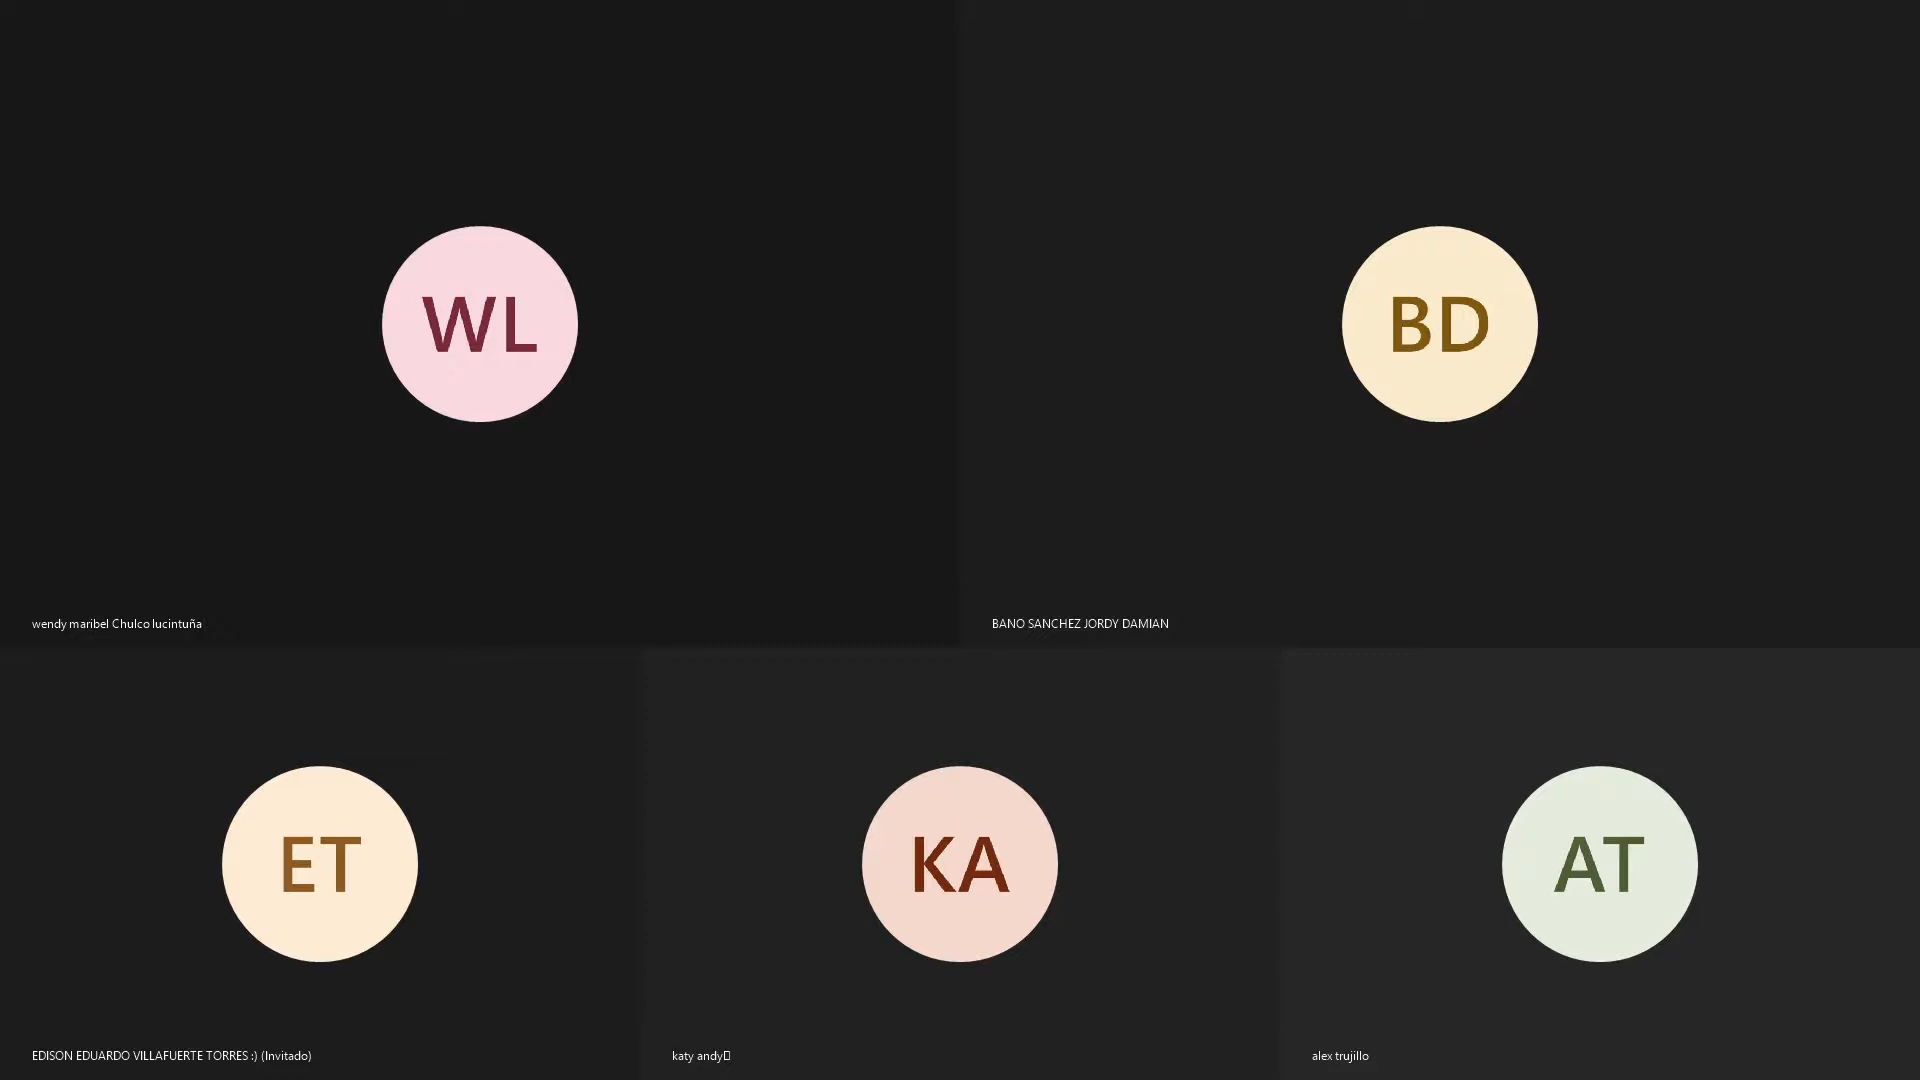 WL
BD
wendy maribel Chulco lucintuña
BANO SANCHEZ JORDY DAMIAN
ET
KA
AT
EDISON EDUARDO VILLAFUERTE TORRES :) (Invitado)
katy andy▯
alex trujillo